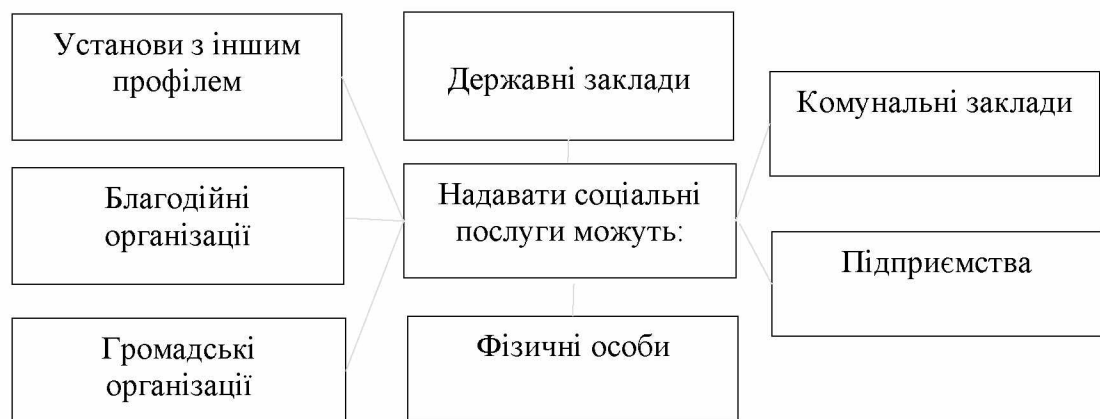 Установи з іншим
профілем
Державні заклади
Комунальні заклади
Благодійні
організації
Надавати соціальні
послуги можуть:
Підприємства
Громадські
організації
Фізичні особи